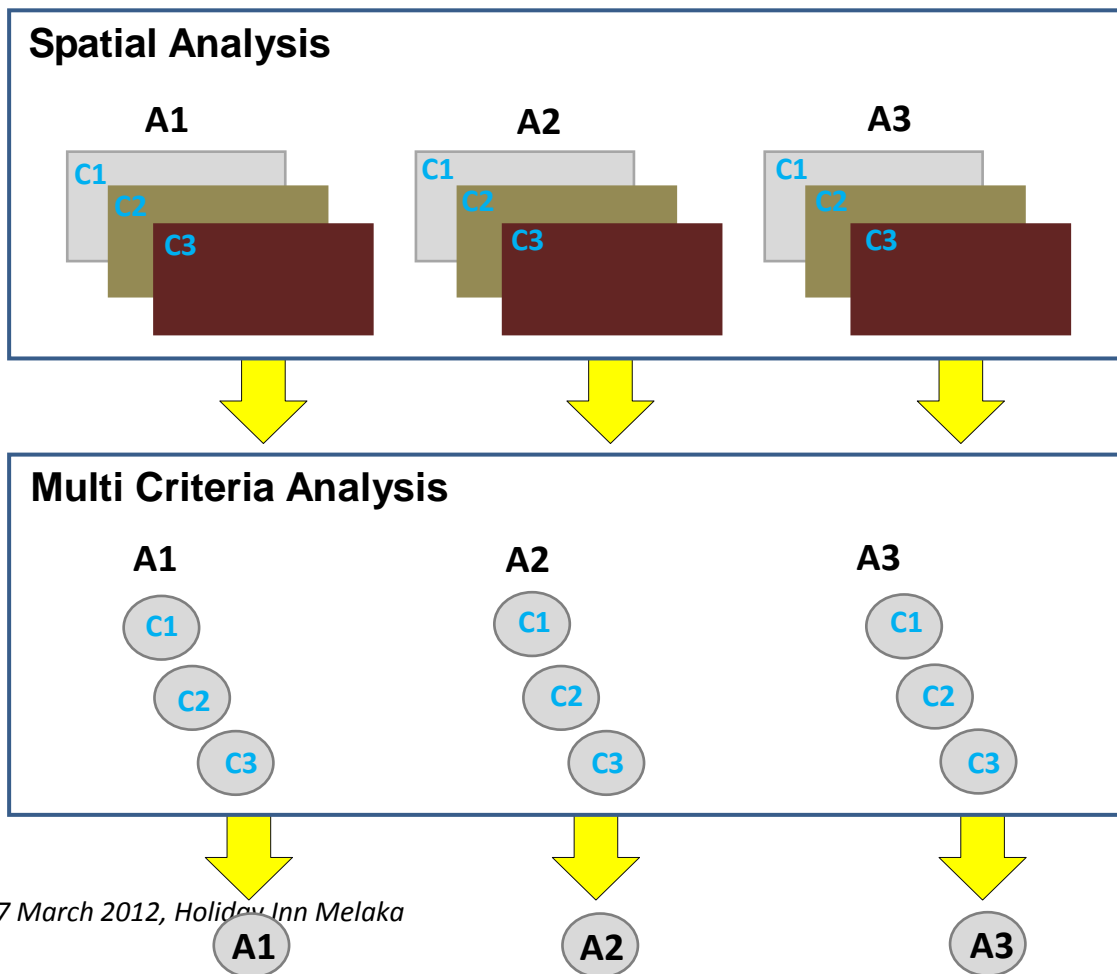 Spatial Analysis
A1 A2 A3
C1 C1 C1
C2 C2 C2
C3 C3 C3
Multi Criteria Analysis
A1 A2 A3
C1 C1 C1
C2 C2 C2
C3 C3 C3
7 March 2012, Holiday Inn Melaka
A1 A2 A3